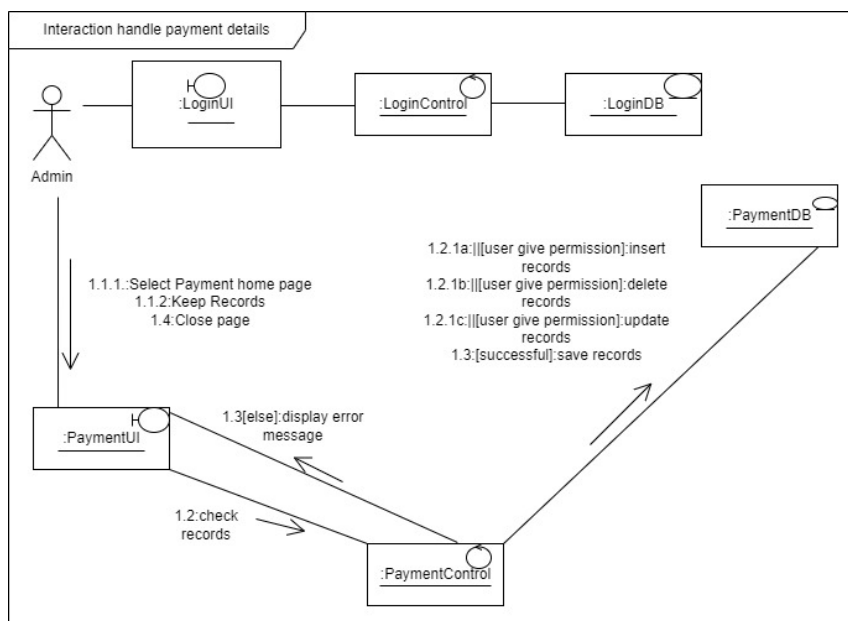 Interaction handle payment details
:LoginUI
:LoginControl
:LoginDB
Admin
:PaymentDB
1.2.1a:||[user give permission]:insert
records
1.2.1b:||[user give permission]:delete
records
1.2.1c:||[user give permission]:update
records
1.3:[successful]:save records
1.1.1.:Select Payment home page
1.1.2:Keep Records
1.4:Close page
:PaymentUI
1.3[else]:display error
message
1.2:check
records
:PaymentControl